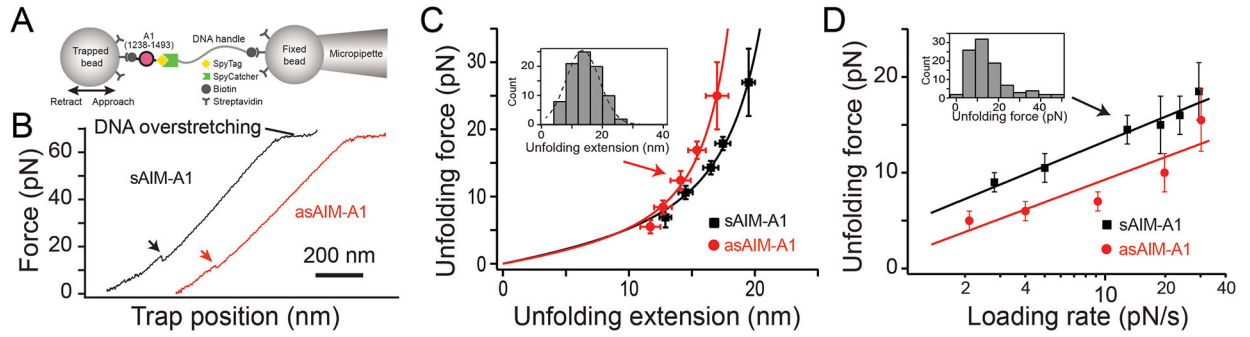 A
Trapped
bead
A1
(1238-1493)
DNA handle
SpyTag
SpyCatcher
Biotin
Streptavidin
Fixed
bead
Micropipette
Retract
Approach
B
DNA overstretching
sAIM-A1
asAIM-A1
200 nm
60
40
20
0
Force (pN)
Trap position (nm)
C
30
20
10
0
Unfolding force (pN)
0
10
20
Unfolding extension (nm)
25
20
15
10
5
0
Count
0
20
40
Unfolding extension (nm)
sAIM-A1
asAIM-A1
D
20
10
0
Unfolding force (pN)
2
4
10
20
40
Loading rate (pN/s)
35
30
20
10
0
Count
0
20
40
Unfolding force (pN)
sAIM-A1
asAIM-A1